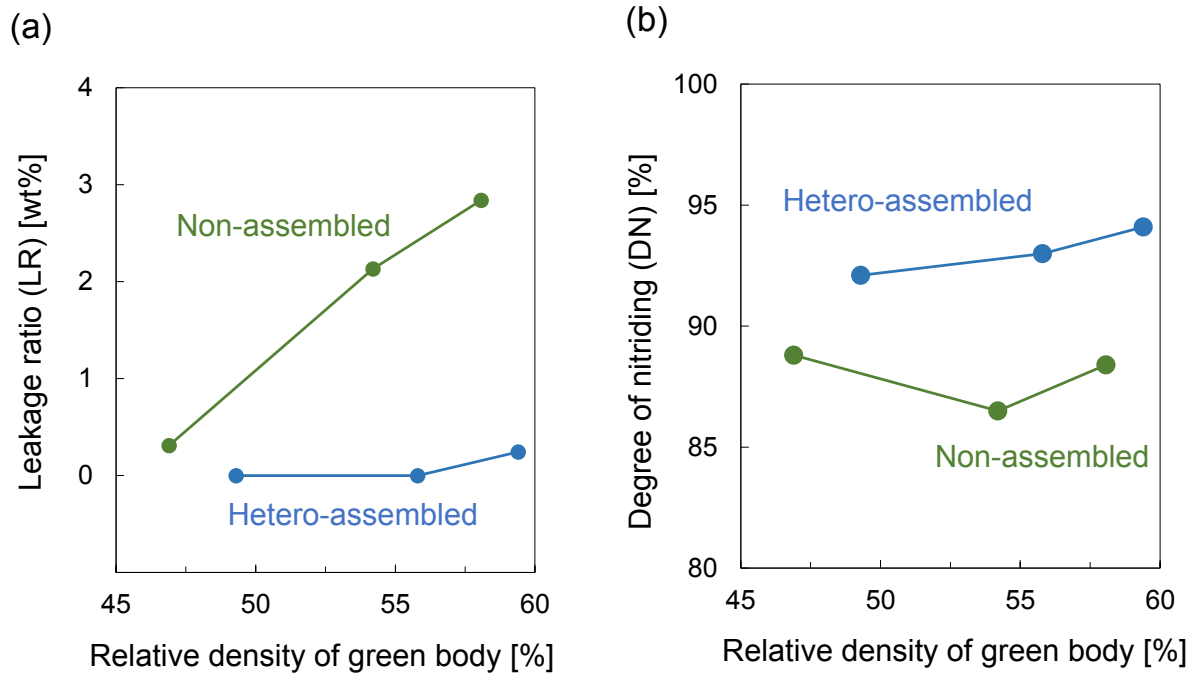 (a)
Leakage ratio (LR) [wt%]
4
3
2
1
0
Non-assembled
Hetero-assembled
45
50
55
60
Relative density of green body [%]
(b)
Degree of nitriding (DN) [%]
100
95
90
85
80
Hetero-assembled
Non-assembled
45
50
55
60
Relative density of green body [%]